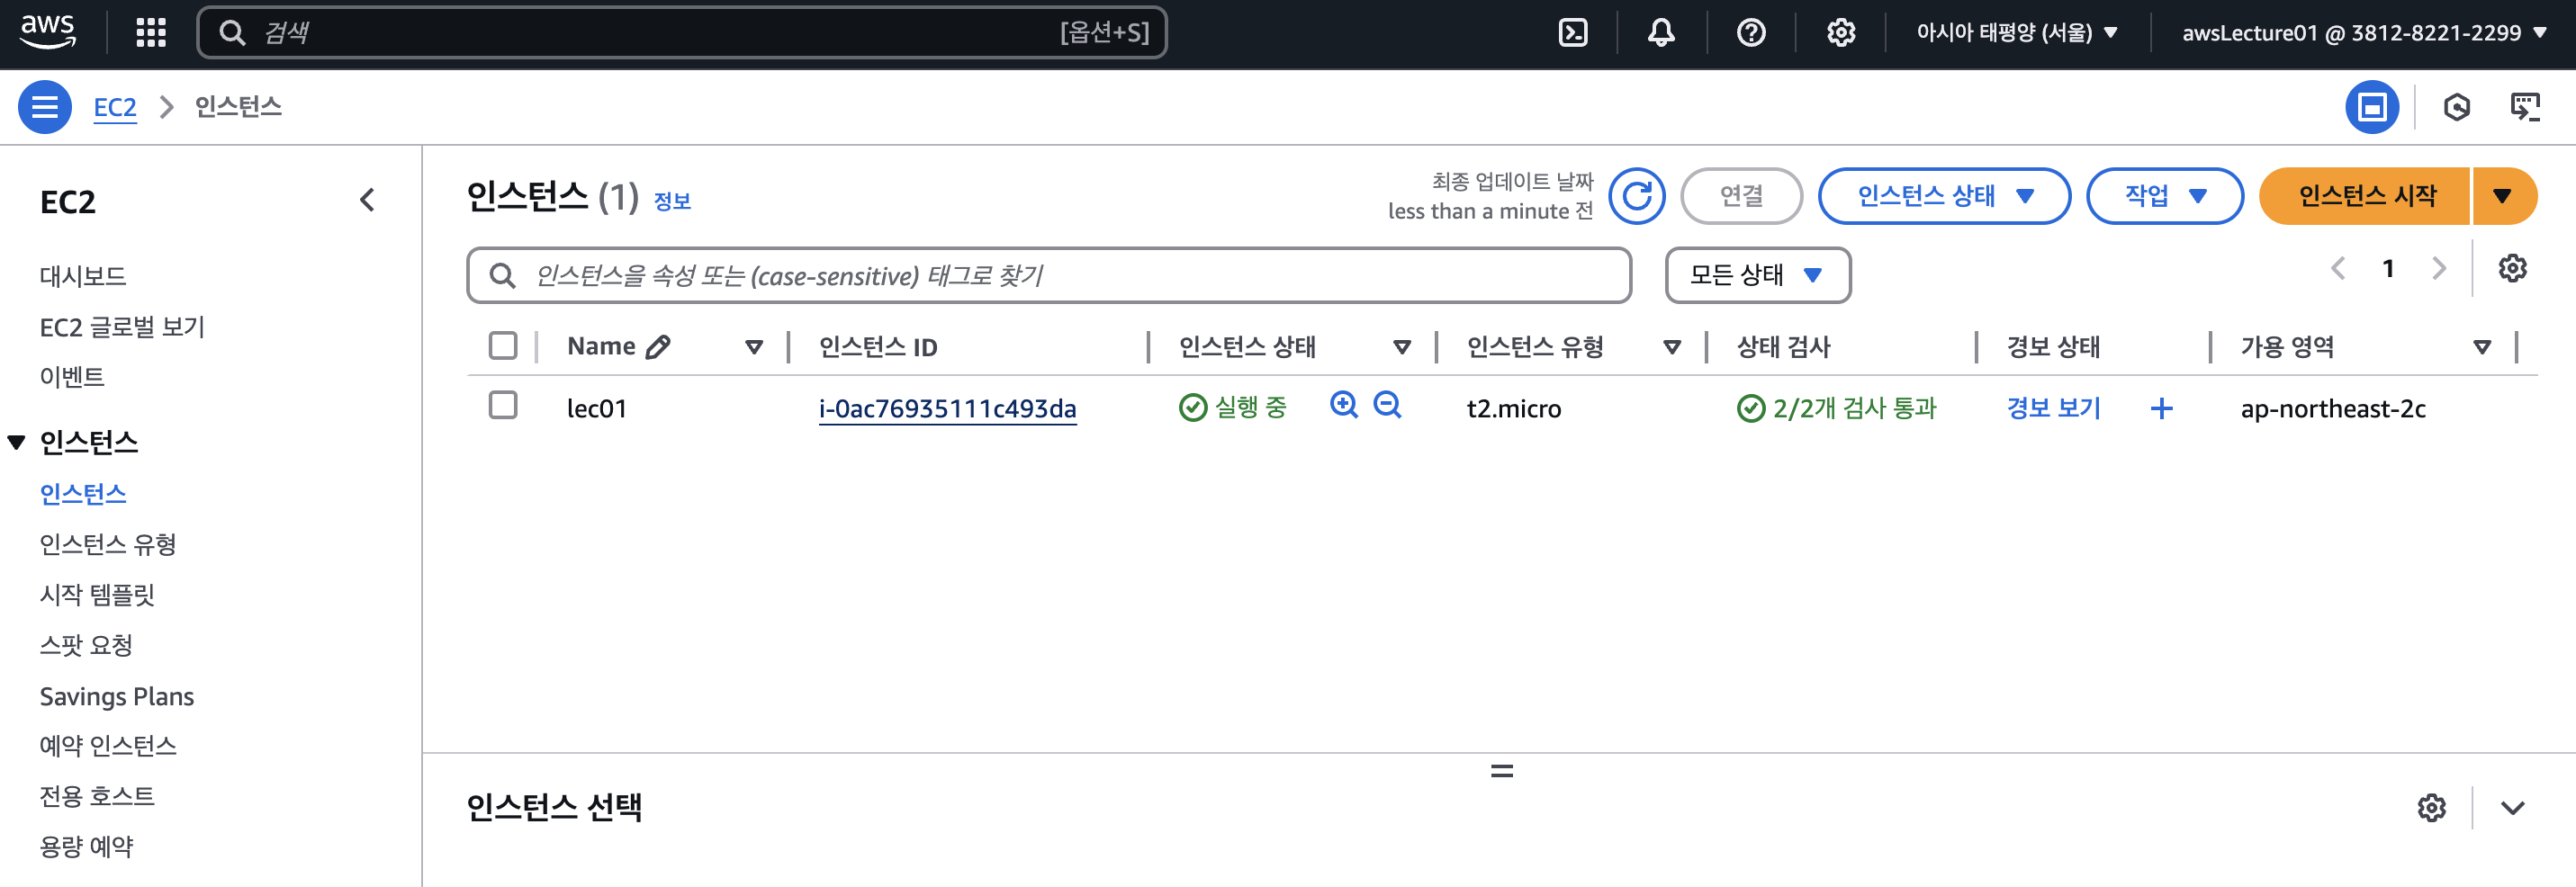 aws
검색
[옵션+S]
아시아 태평양 (서울)
awsLecture01 @ 3812-8221-2299
EC2
인스턴스
EC2
대시보드
EC2 글로벌 보기
이벤트
인스턴스
인스턴스
인스턴스 유형
시작 템플릿
스팟 요청
Savings Plans
예약 인스턴스
전용 호스트
용량 예약
인스턴스 (1) 정보
최종 업데이트 날짜
less than a minute 전
연결
인스턴스 상태
작업
인스턴스 시작
인스턴스을 속성 또는 (case-sensitive) 태그로 찾기
모든 상태
1
Name 인스턴스 ID 인스턴스 상태 인스턴스 유형 상태 검사 경보 상태 가용 영역
lec01 i-0ac76935111c493da 실행 중 t2.micro 2/2개 검사 통과 경보 보기 + ap-northeast-2c
인스턴스 선택